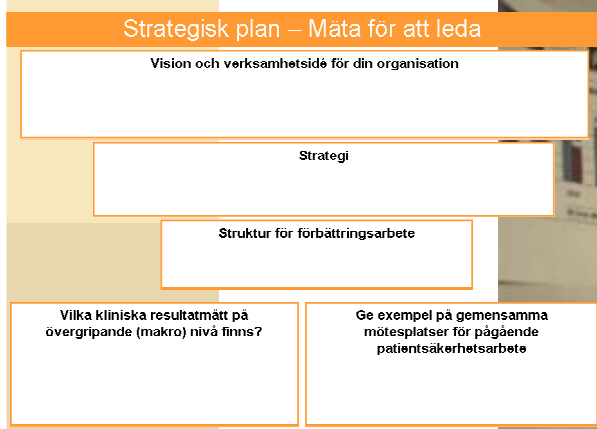 Strategisk plan – Mäta för att leda
Vision och verksamhetsidé för din organisation
Strategi
Struktur för förbättringsarbete
Vilka kliniska resultatmått på
övergripande (makro) nivå finns?
Ge exempel på gemensamma
mötesplatser för pågående
patientsäkerhetsarbete